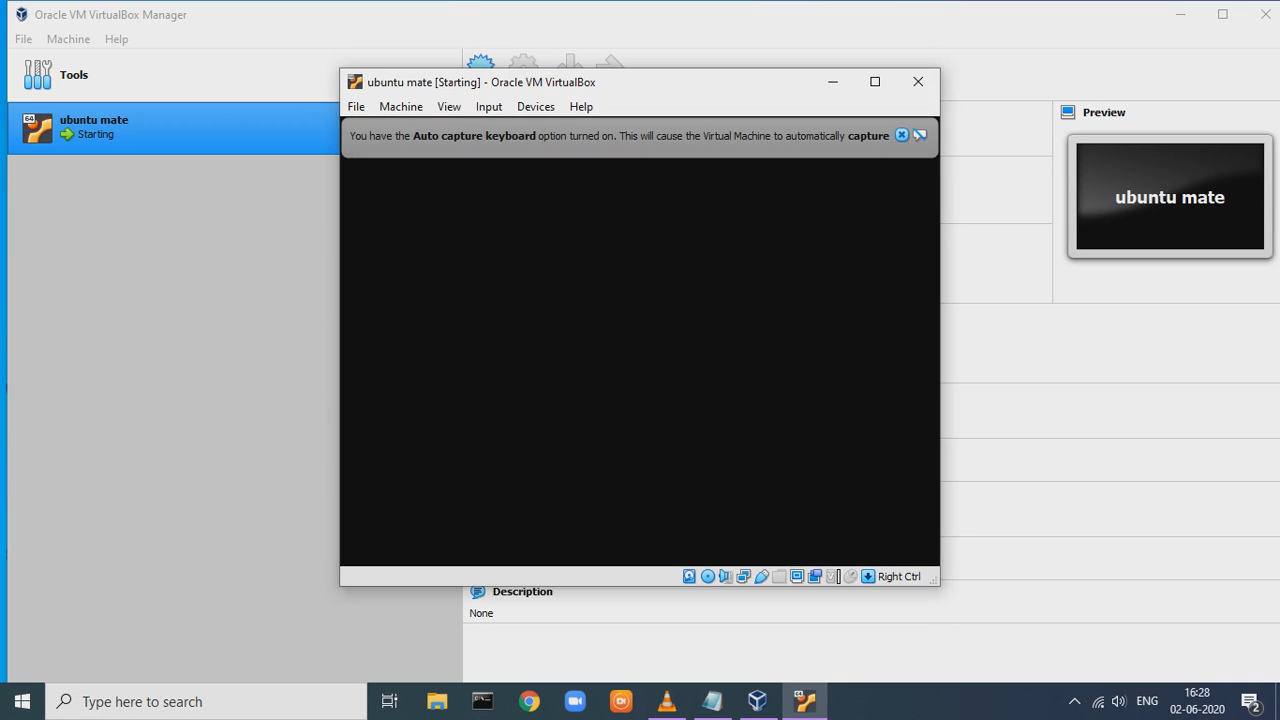 Oracle VM VirtualBox Manager
File Machine Help
Tools
ubuntu mate
Starting
ubuntu mate [Starting] - Oracle VM VirtualBox
File Machine View Input Devices Help
You have the Auto capture keyboard option turned on. This will cause the Virtual Machine to automatically capture
Preview
ubuntu mate
Right Ctrl
Description
None
Type here to search
ENG
16:28
02-06-2020
2
64
64